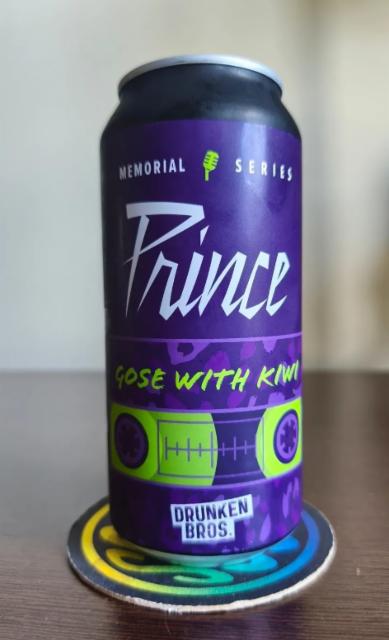 MEMORIAL SERIES
Prince
GOSE WITH KIWI
DRUNKEN
BROS.